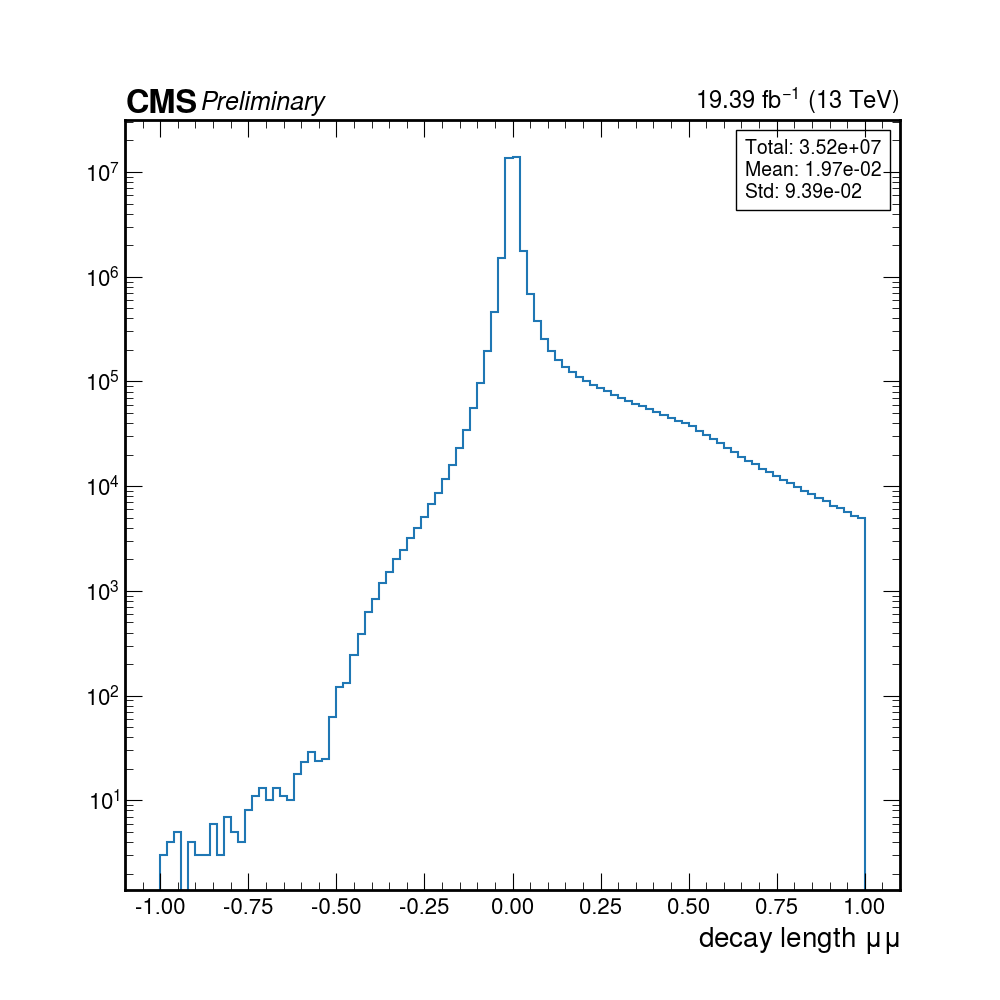 CMS Preliminary
19.39 fb⁻¹ (13 TeV)
Total: 3.52e+07
Mean: 1.97e-02
Std: 9.39e-02
10⁷
10⁶
10⁵
10⁴
10³
10²
10¹
-1.00 -0.75 -0.50 -0.25 0.00 0.25 0.50 0.75 1.00
decay length μμ